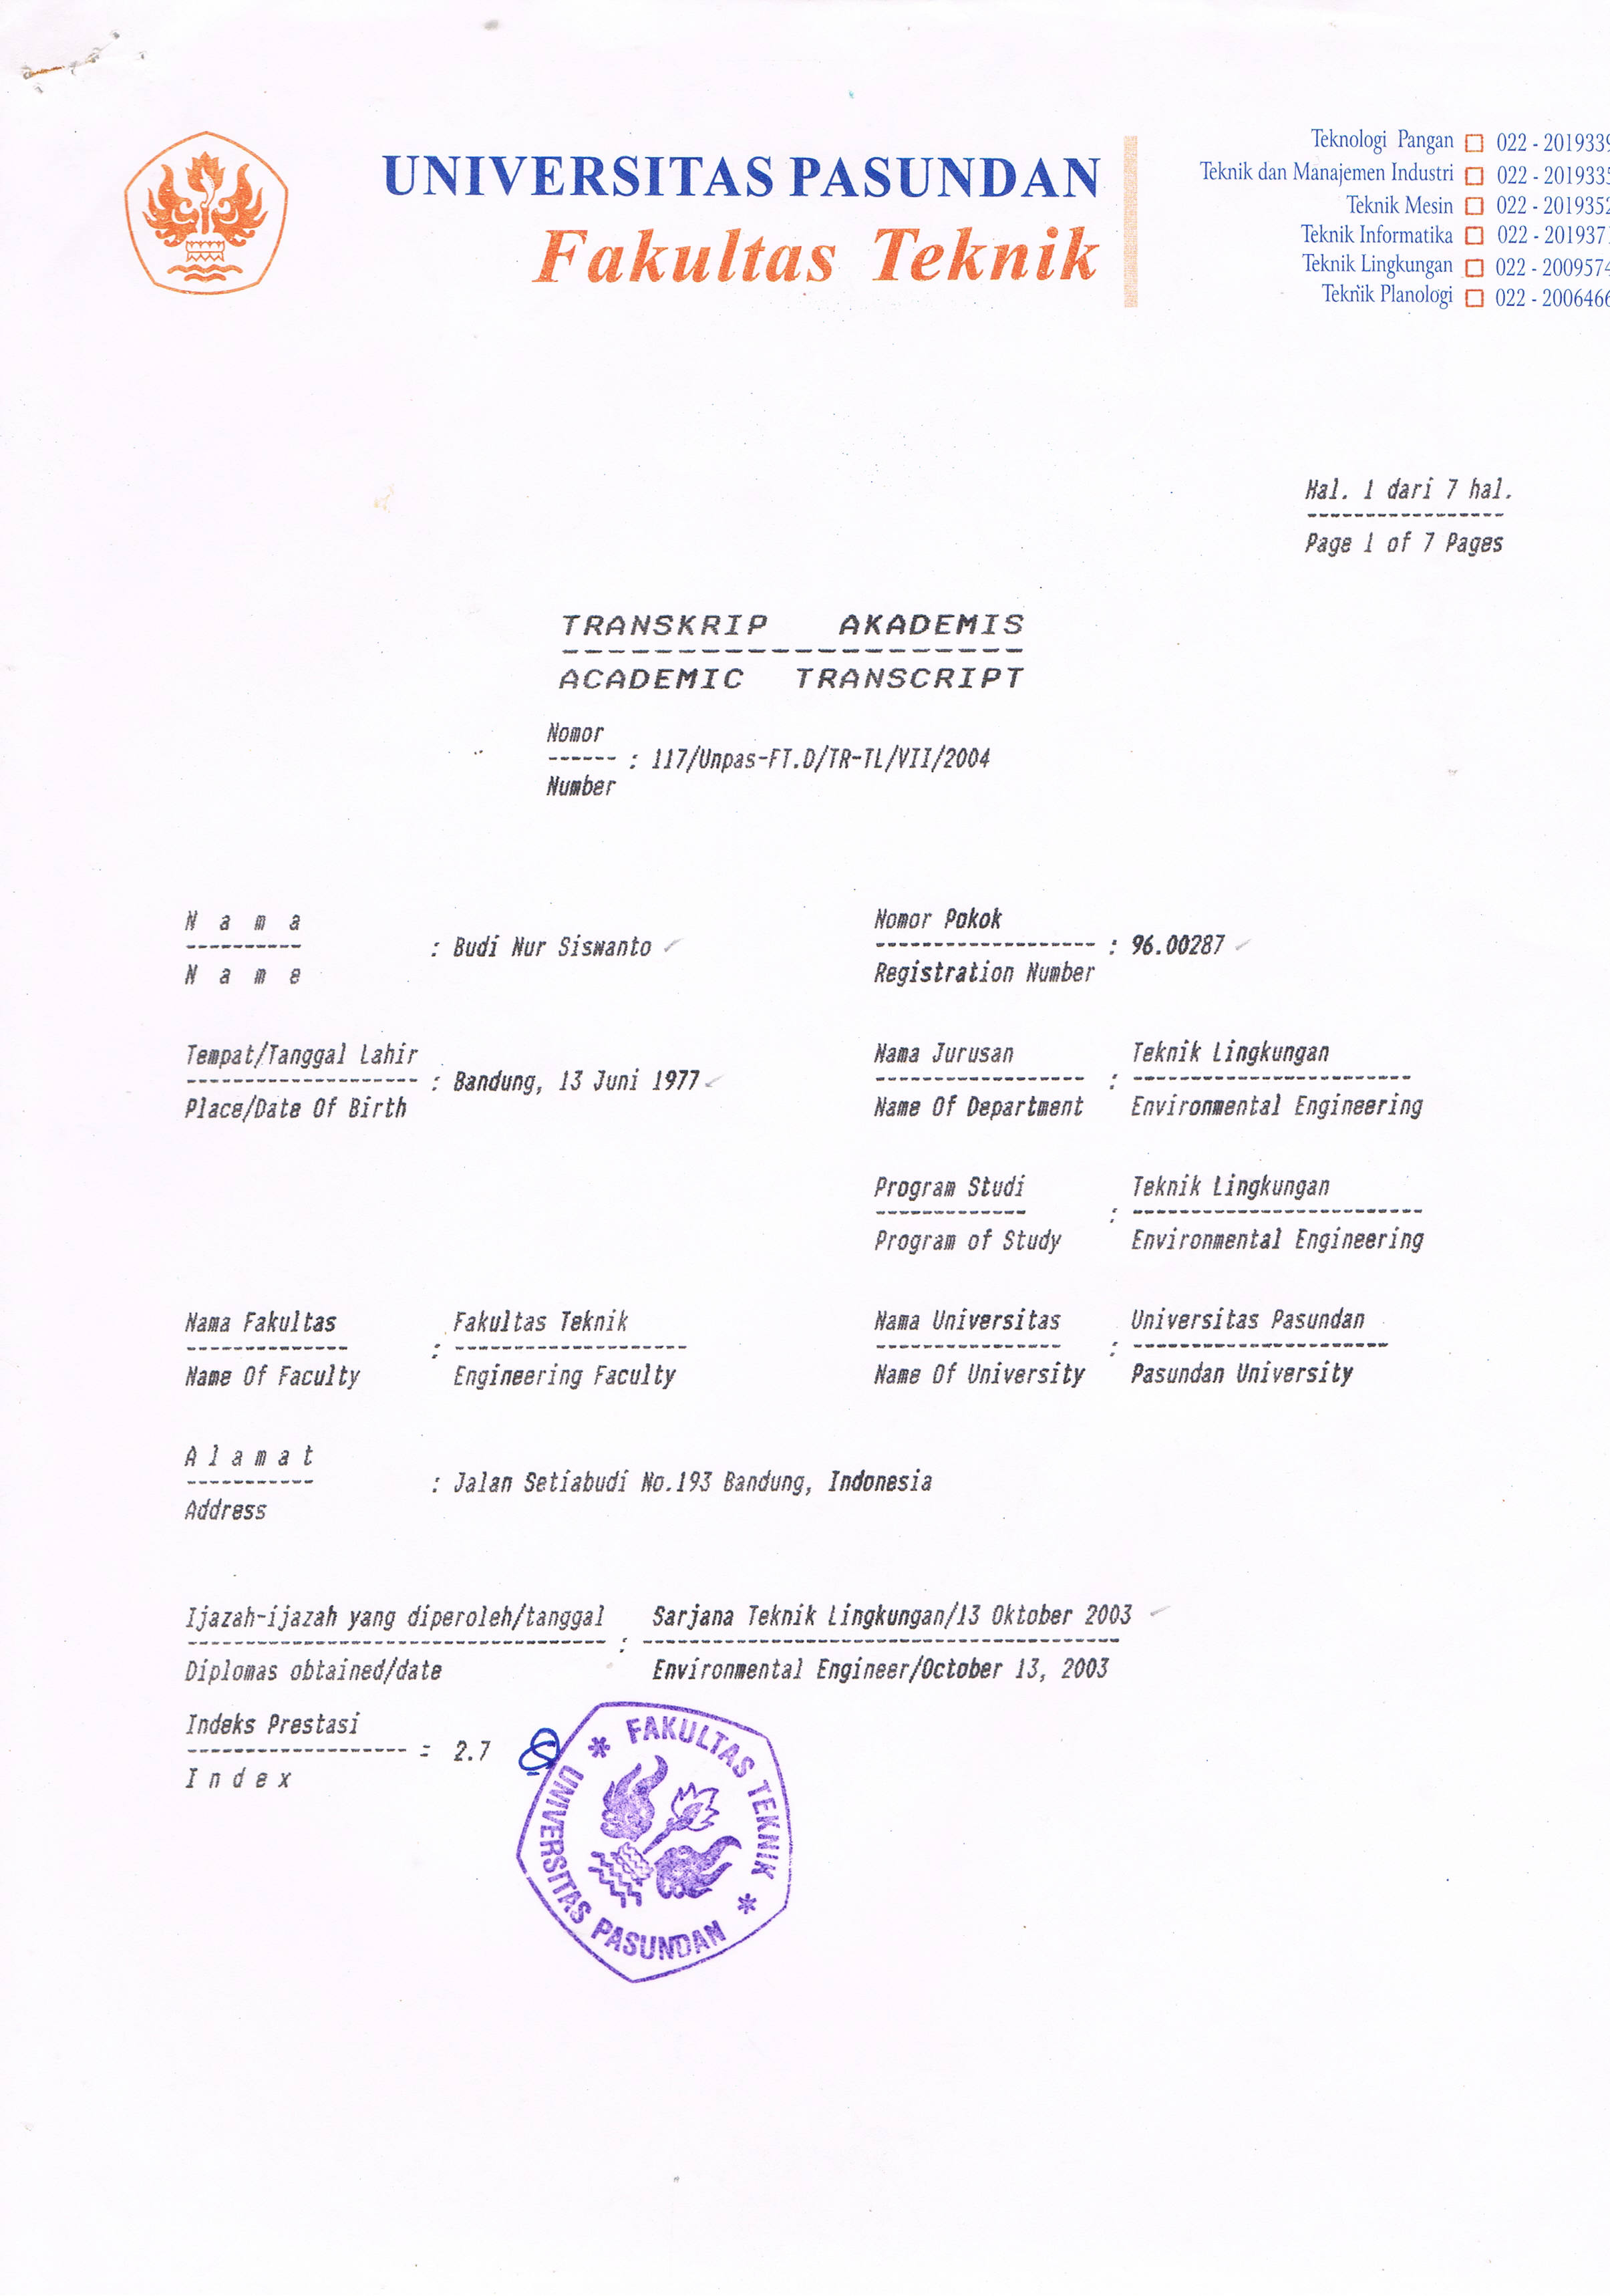 UNIVERSITAS PASUNDAN
Fakultas Teknik
Teknologi Pangan 022 - 2019339
Teknik dan Manajemen Industri 022 - 2019335
Teknik Mesin 022 - 2019352
Teknik Informatika 022 - 201937
Teknik Lingkungan 022 - 2009574
Teknik Planologi 022 - 2006466
Hal. 1 dari 7 hal.
Page 1 of 7 Pages
TRANSKRIP AKADEMIS
ACADEMIC TRANSCRIPT
Nomor
------ : 117/Unpas-FT.D/TR-TL/VII/2004
Number
N a m a
: Budi Nur Siswanto
N a m e
Nomor Pokok
: 96.00287
Registration Number
Tempat/Tanggal Lahir
: Bandung, 13 Juni 1977
Place/Date Of Birth
Nama Jurusan : Teknik Lingkungan
Name Of Department Environmental Engineering
Program Studi : Teknik Lingkungan
Program of Study Environmental Engineering
Nama Fakultas : Fakultas Teknik
Name Of Faculty Engineering Faculty
Nama Universitas : Universitas Pasundan
Name Of University Pasundan University
A l a m a t
: Jalan Setiabudi No.193 Bandung, Indonesia
Address
Ijazah-ijazah yang diperoleh/tanggal : Sarjana Teknik Lingkungan/13 Oktober 2003
Diplomas obtained/date Environmental Engineer/October 13, 2003
Indeks Prestasi
= 2.7
I n d e x
FAKULTAS TEKNIK
UNIVERSITAS PASUNDAN